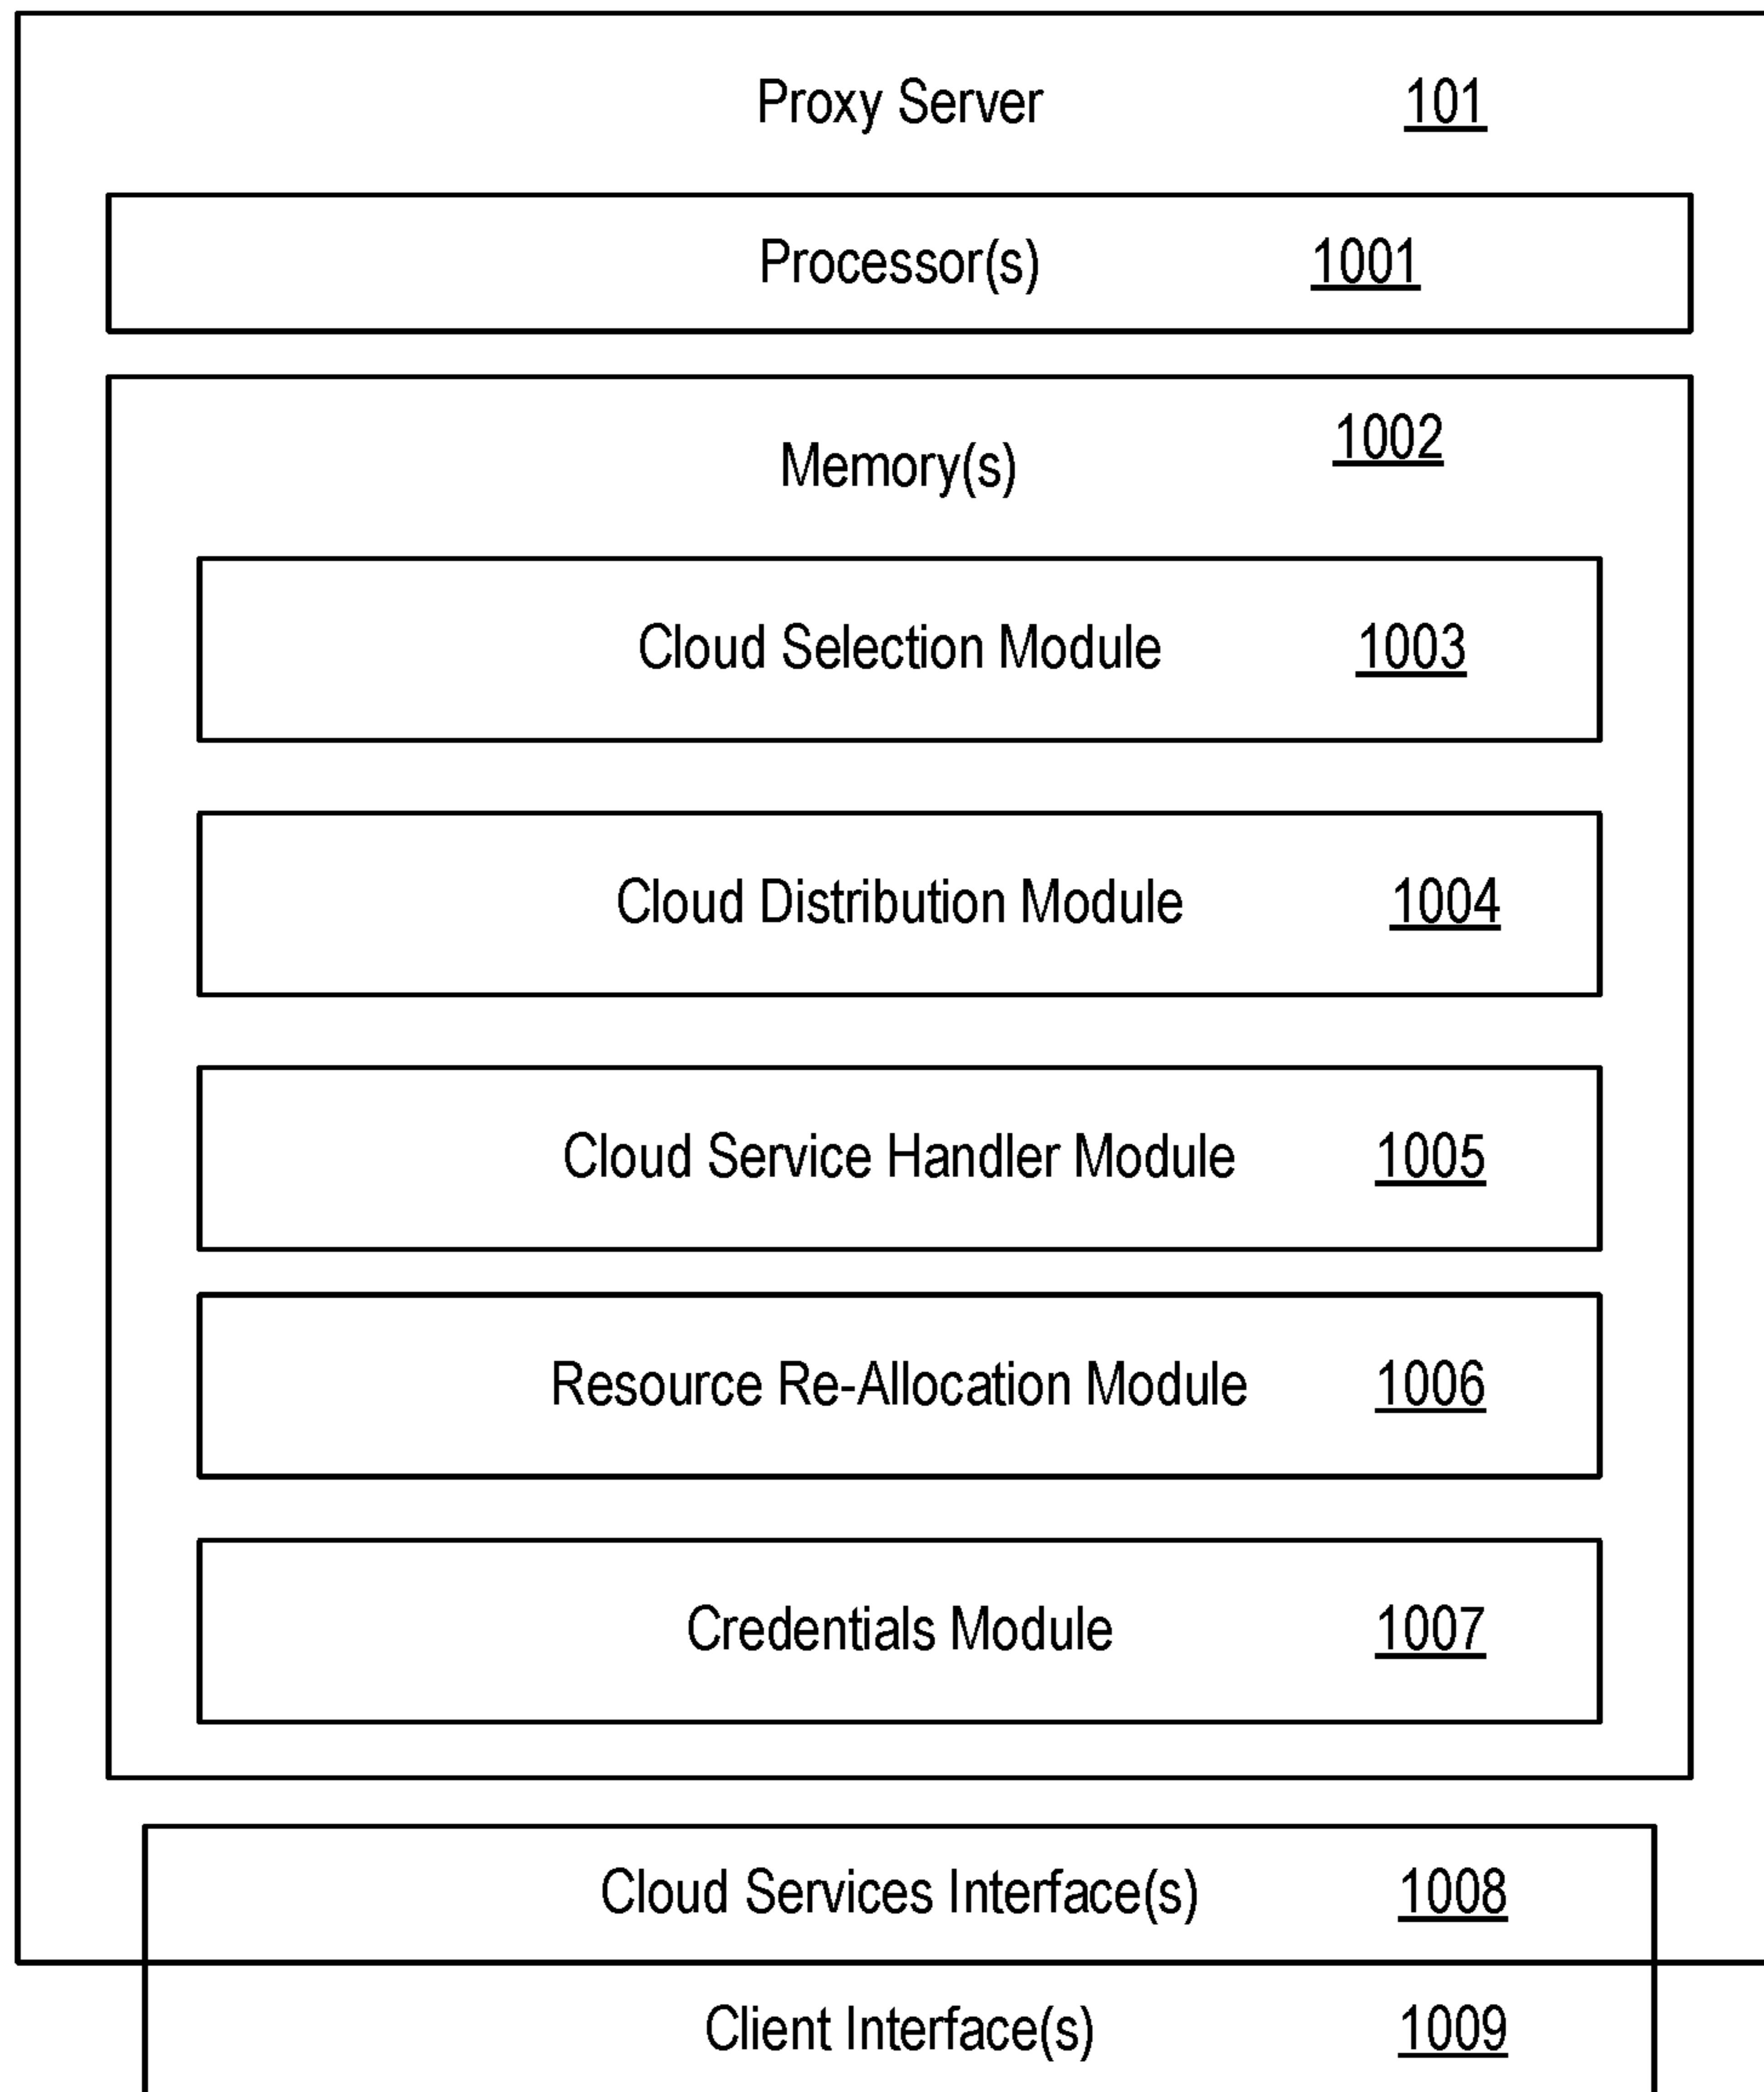 Proxy Server 101
Processor(s) 1001
Memory(s) 1002
Cloud Selection Module 1003
Cloud Distribution Module 1004
Cloud Service Handler Module 1005
Resource Re-Allocation Module 1006
Credentials Module 1007
Cloud Services Interface(s) 1008
Client Interface(s) 1009